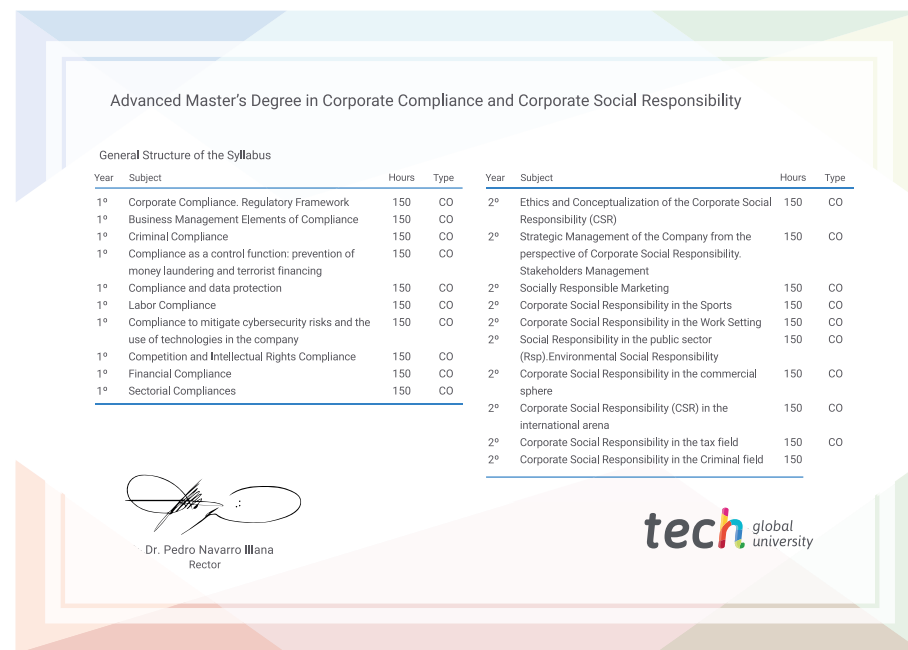 Advanced Master's Degree in Corporate Compliance and Corporate Social Responsibility
General Structure of the Syllabus
Year Subject Hours Type
1º Corporate Compliance. Regulatory Framework 150 CO
1º Business Management Elements of Compliance 150 CO
1º Criminal Compliance 150 CO
1º Compliance as a control function: prevention of 150 CO
money laundering and terrorist financing
1º Compliance and data protection 150 CO
1º Labor Compliance 150 CO
1º Compliance to mitigate cybersecurity risks and the 150 CO
use of technologies in the company
1º Competition and Intellectual Rights Compliance 150 CO
1º Financial Compliance 150 CO
1º Sectorial Compliances 150 CO
Year Subject Hours Type
2º Ethics and Conceptualization of the Corporate Social 150 CO
Responsibility (CSR)
2º Strategic Management of the Company from the 150 CO
perspective of Corporate Social Responsibility.
Stakeholders Management
2º Socially Responsible Marketing 150 CO
2º Corporate Social Responsibility in the Sports 150 CO
2º Corporate Social Responsibility in the Work Setting 150 CO
2º Social Responsibility in the public sector 150 CO
(Rsp).Environmental Social Responsibility
2º Corporate Social Responsibility in the commercial 150 CO
sphere
2º Corporate Social Responsibility (CSR) in the 150 CO
international arena
2º Corporate Social Responsibility in the tax field 150 CO
2º Corporate Social Responsibility in the Criminal field 150
Dr. Pedro Navarro Illana
Rector
tech global
university